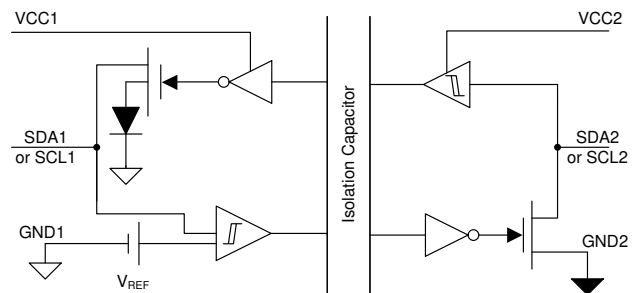 VCC1
VCC2
SDA1
or SCL1
Isolation Capacitor
SDA2
or SCL2
GND1
GND2
VREF